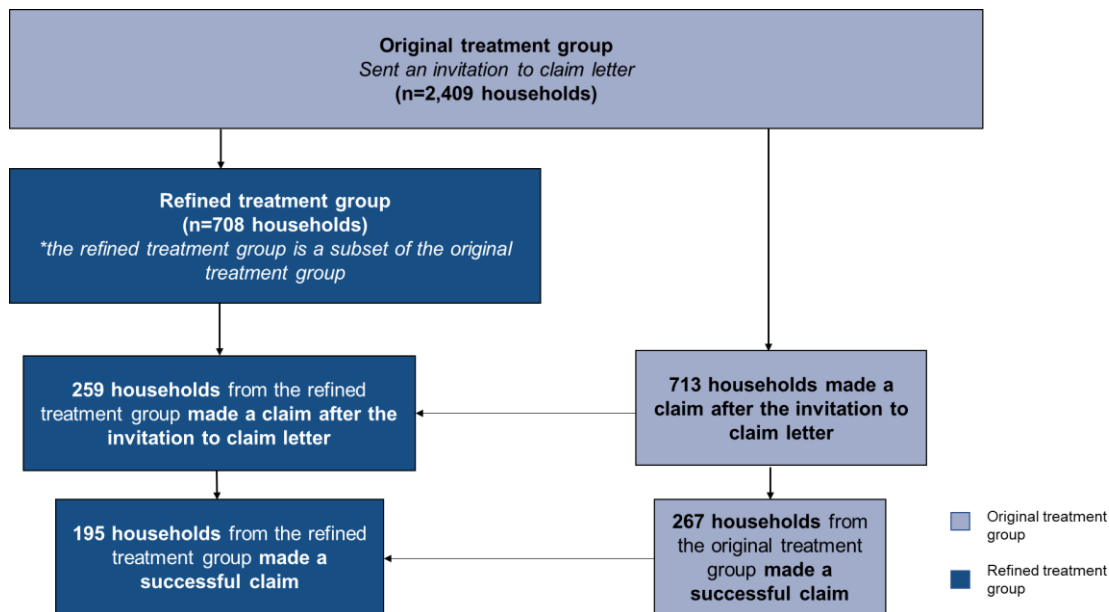 Original treatment group
Sent an invitation to claim letter
(n=2,409 households)
Refined treatment group
(n=708 households)
*the refined treatment group is a subset of the original
treatment group
259 households from the refined
treatment group made a claim after the
invitation to claim letter
713 households made a
claim after the invitation to
claim letter
195 households from the refined
treatment group made a
successful claim
267 households from
the original treatment
group made a
successful claim
Original treatment
group
Refined treatment
group